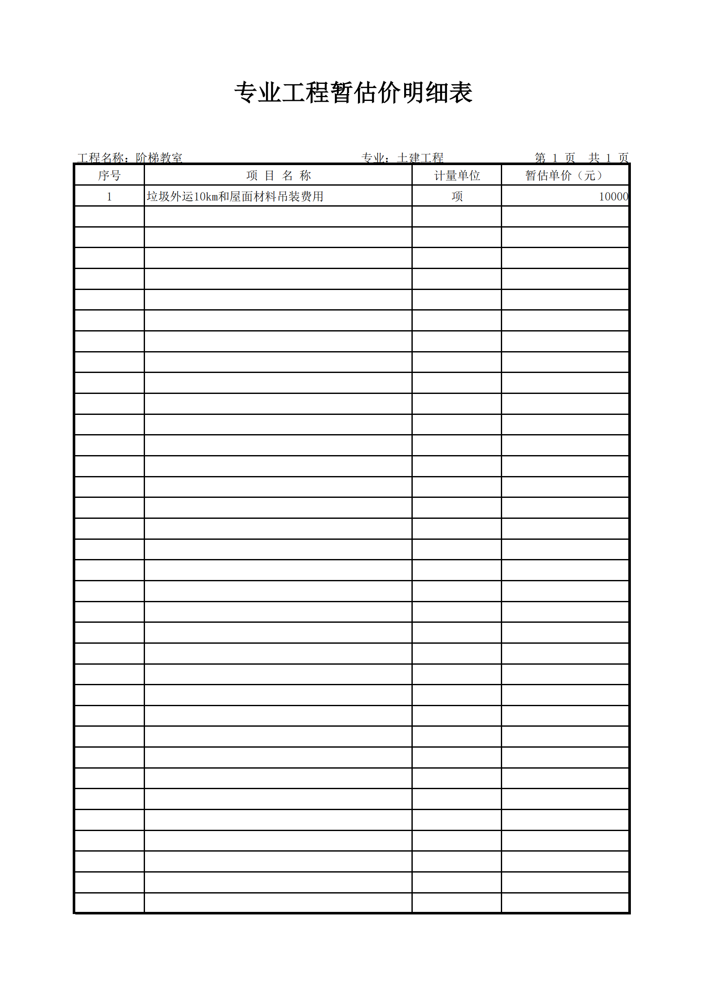 专业工程暂估价明细表
工程名称：阶梯教室 专业：土建工程 第 1 页 共 1 页
序号 项 目 名 称 计量单位 暂估单价（元）
1 垃圾外运10km和屋面材料吊装费用 项 10000